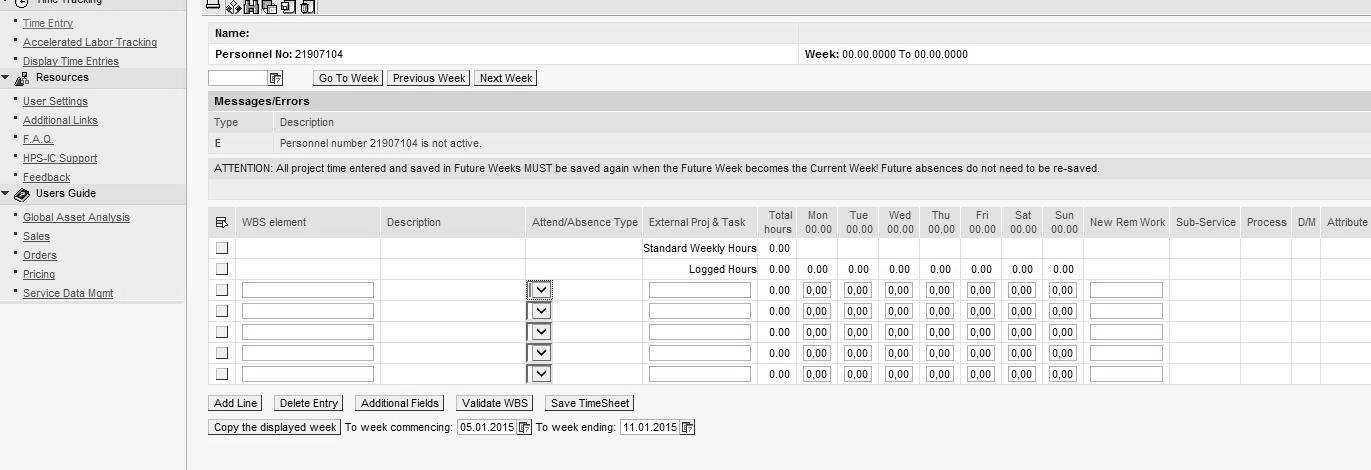 Time Tracking
Time Entry
Accelerated Labor Tracking
Display Time Entries
Resources
User Settings
Additional Links
F.A.Q.
HPS-IC Support
Feedback
Users Guide
Global Asset Analysis
Sales
Orders
Pricing
Service Data Mgmt
Name:
Personnel No: 21907104 Week: 00.00.0000 To 00.00.0000
Go To Week Previous Week Next Week
Messages/Errors
Type Description
E Personnel number 21907104 is not active.
ATTENTION: All project time entered and saved in Future Weeks MUST be saved again when the Future Week becomes the Current Week! Future absences do not need to be re-saved.
WBS element Description Attend/Absence Type External Proj & Task Total hours Mon 00.00 Tue 00.00 Wed 00.00 Thu 00.00 Fri 00.00 Sat 00.00 Sun 00.00 New Rem Work Sub-Service Process D/M Attribute
Standard Weekly Hours 0.00
Logged Hours 0.00 0.00 0.00 0.00 0.00 0.00 0.00 0.00
0.00 0,00 0,00 0,00 0,00 0,00 0,00 0,00
0.00 0,00 0,00 0,00 0,00 0,00 0,00 0,00
0.00 0,00 0,00 0,00 0,00 0,00 0,00 0,00
0.00 0,00 0,00 0,00 0,00 0,00 0,00 0,00
0.00 0,00 0,00 0,00 0,00 0,00 0,00 0,00
Add Line Delete Entry Additional Fields Validate WBS Save TimeSheet
Copy the displayed week To week commencing: 05.01.2015 To week ending: 11.01.2015